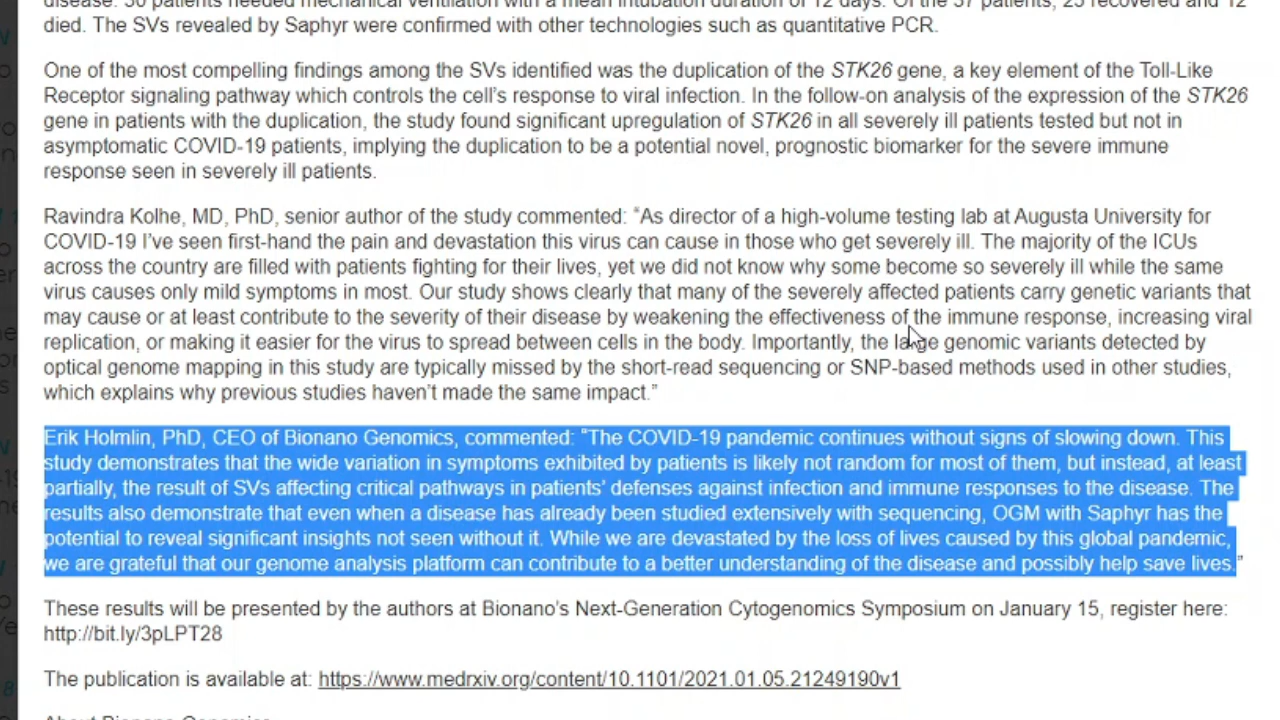 disease. 30 patients needed mechanical ventilation with a mean intubation duration of 12 days. Of the 37 patients, 25 recovered and 12
died. The SVs revealed by Saphyr were confirmed with other technologies such as quantitative PCR.
One of the most compelling findings among the SVs identified was the duplication of the STK26 gene, a key element of the Toll-Like
Receptor signaling pathway which controls the cell’s response to viral infection. In the follow-on analysis of the expression of the STK26
gene in patients with the duplication, the study found significant upregulation of STK26 in all severely ill patients tested but not in
asymptomatic COVID-19 patients, implying the duplication to be a potential novel, prognostic biomarker for the severe immune
response seen in severely ill patients.
Ravindra Kolhe, MD, PhD, senior author of the study commented: “As director of a high-volume testing lab at Augusta University for
COVID-19 I’ve seen first-hand the pain and devastation this virus can cause in those who get severely ill. The majority of the ICUs
across the country are filled with patients fighting for their lives, yet we did not know why some become so severely ill while the same
virus causes only mild symptoms in most. Our study shows clearly that many of the severely affected patients carry genetic variants that
may cause or at least contribute to the severity of their disease by weakening the effectiveness of the immune response, increasing viral
replication, or making it easier for the virus to spread between cells in the body. Importantly, the large genomic variants detected by
optical genome mapping in this study are typically missed by the short-read sequencing or SNP-based methods used in other studies,
which explains why previous studies haven’t made the same impact.”
Erik Holmlin, PhD, CEO of Bionano Genomics, commented: “The COVID-19 pandemic continues without signs of slowing down. This
study demonstrates that the wide variation in symptoms exhibited by patients is likely not random for most of them, but instead, at least
partially, the result of SVs affecting critical pathways in patients’ defenses against infection and immune responses to the disease. The
results also demonstrate that even when a disease has already been studied extensively with sequencing, OGM with Saphyr has the
potential to reveal significant insights not seen without it. While we are devastated by the loss of lives caused by this global pandemic,
we are grateful that our genome analysis platform can contribute to a better understanding of the disease and possibly help save lives.”
These results will be presented by the authors at Bionano’s Next-Generation Cytogenomics Symposium on January 15, register here:
http://bit.ly/3pLPT28
The publication is available at: https://www.medrxiv.org/content/10.1101/2021.01.05.21249190v1
About Bionano Genomics